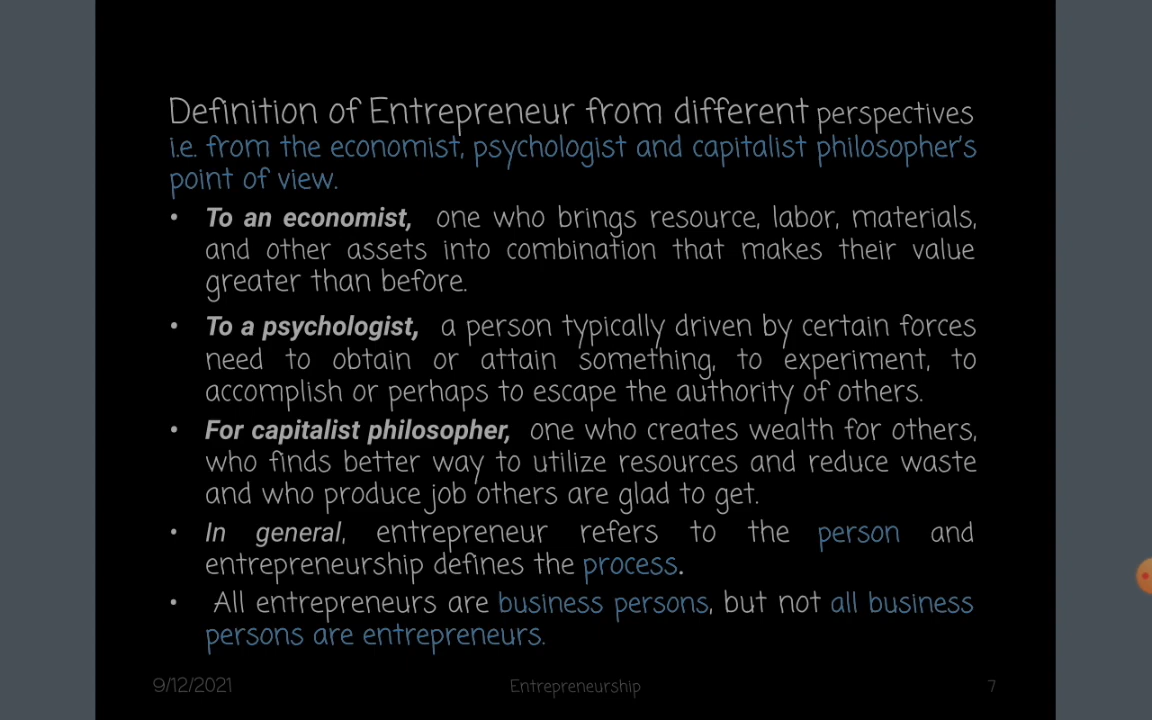 Definition of Entrepreneur from different perspectives
i.e. from the economist, psychologist and capitalist philosopher's
point of view.
• To an economist, one who brings resource, labor, materials,
and other assets into combination that makes their value
greater than before.
• To a psychologist, a person typically driven by certain forces
need to obtain or attain something, to experiment, to
accomplish or perhaps to escape the authority of others.
• For capitalist philosopher, one who creates wealth for others,
who finds better way to utilize resources and reduce waste
and who produce job others are glad to get.
• In general, entrepreneur refers to the person and
entrepreneurship defines the process.
• All entrepreneurs are business persons, but not all business
persons are entrepreneurs.
9/12/2021 Entrepreneurship 7